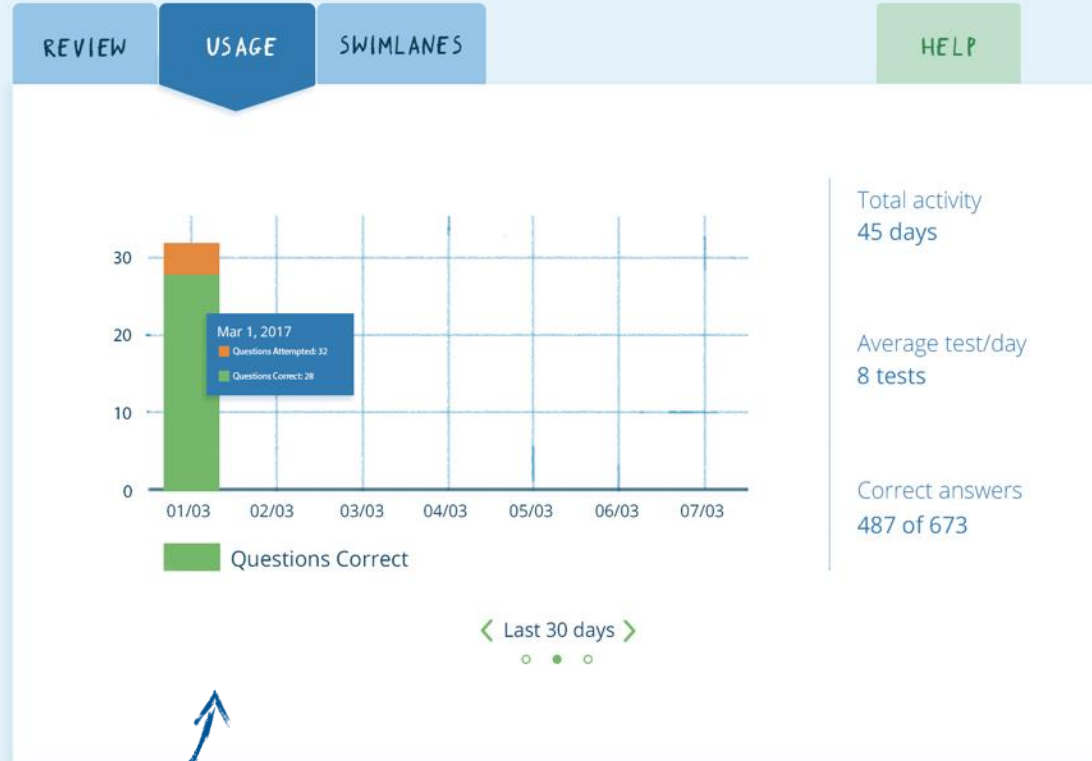 REVIEW
USAGE
SWIMLANES
HELP
30
20
10
0
Mar 1, 2017
Questions Attempted: 32
Questions Correct: 28
01/03 02/03 03/03 04/03 05/03 06/03 07/03
Questions Correct
Last 30 days
Total activity
45 days
Average test/day
8 tests
Correct answers
487 of 673